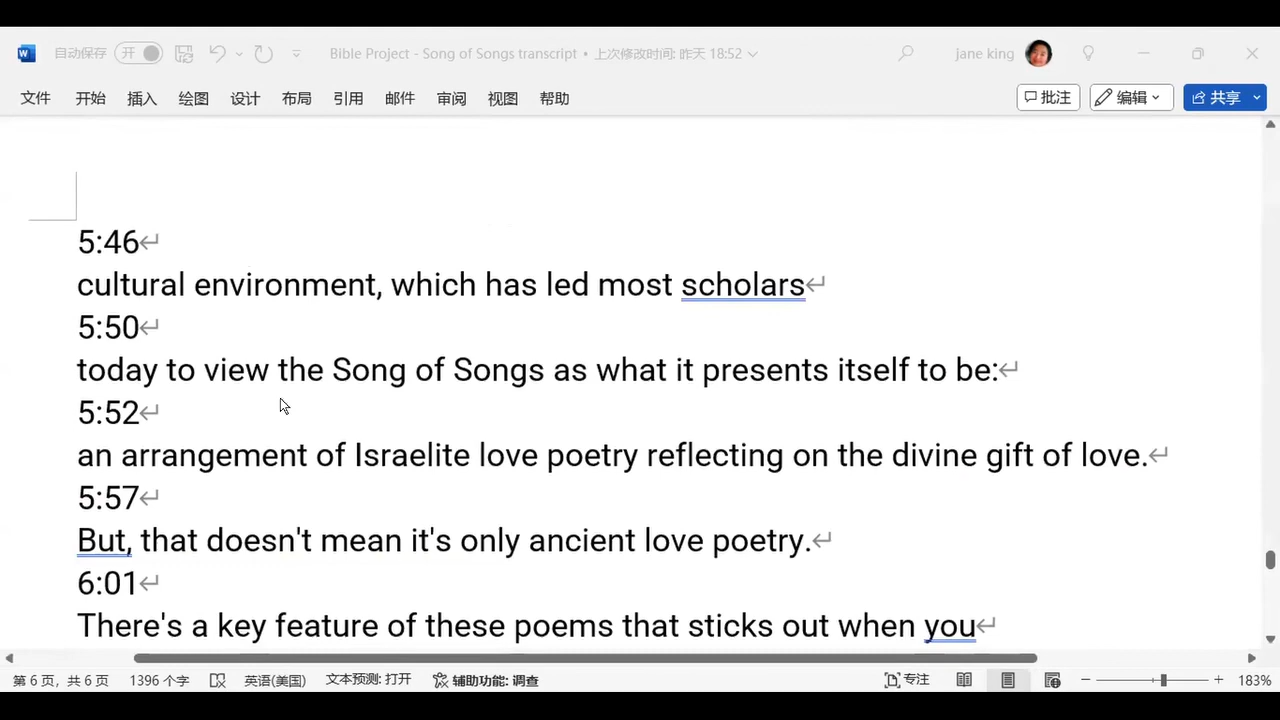 自动保存 开 Bible Project - Song of Songs transcript • 上次修改时间: 昨天 18:52 jane king
文件 开始 插入 绘图 设计 布局 引用 邮件 审阅 视图 帮助 批注 编辑 共享
5:46
cultural environment, which has led most scholars
5:50
today to view the Song of Songs as what it presents itself to be:
5:52
an arrangement of Israelite love poetry reflecting on the divine gift of love.
5:57
But, that doesn't mean it's only ancient love poetry.
6:01
There's a key feature of these poems that sticks out when you
第 6 页，共 6 页 1396 个字 英语(美国) 文本预测: 打开 辅助功能: 调查 专注 183%